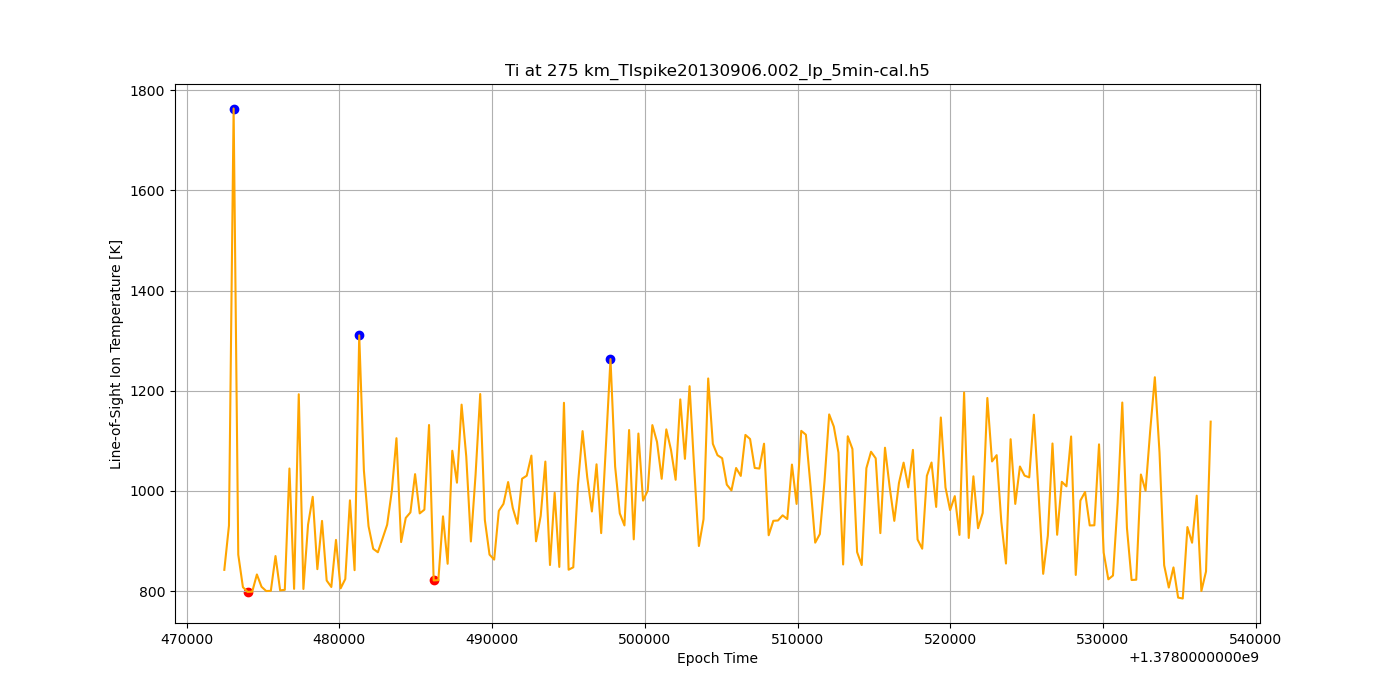 Ti at 275 km_TIspike20130906.002_lp_5min-cal.h5
Line-of-Sight Ion Temperature [K]
1800
1600
1400
1200
1000
800
470000 480000 490000 500000 510000 520000 530000 540000
Epoch Time
+1.3780000000e9